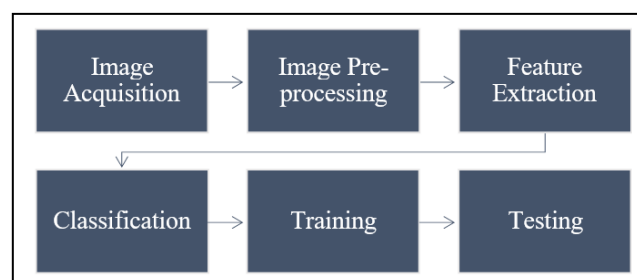 Image
Acquisition
Image Pre-
processing
Feature
Extraction
Classification
Training
Testing